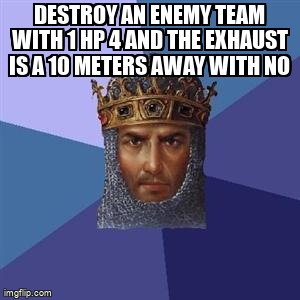 DESTROY AN ENEMY TEAM
WITH 1 HP 4 AND THE EXHAUST
IS A 10 METERS AWAY WITH NO
imgflip.com